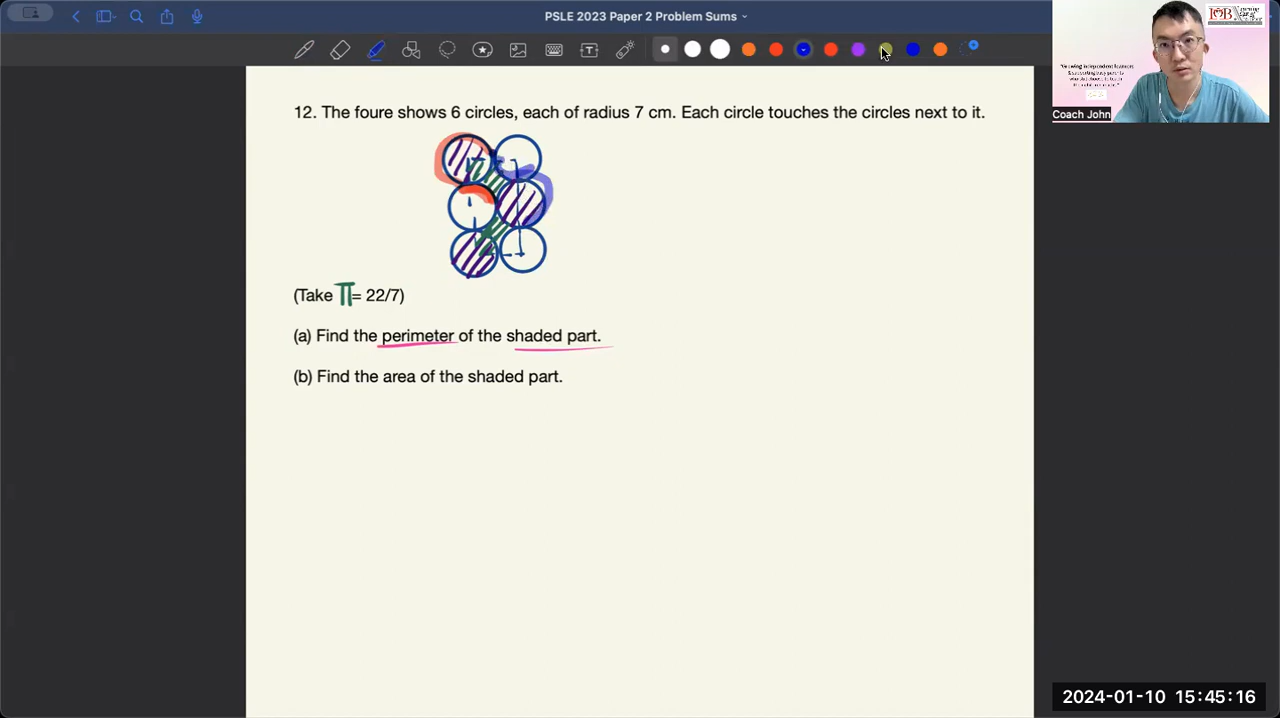 PSLE 2023 Paper 2 Problem Sums
12. The foure shows 6 circles, each of radius 7 cm. Each circle touches the circles next to it.
(Take π= 22/7)
(a) Find the perimeter of the shaded part.
(b) Find the area of the shaded part.
Coach John
2024-01-10 15:45:16